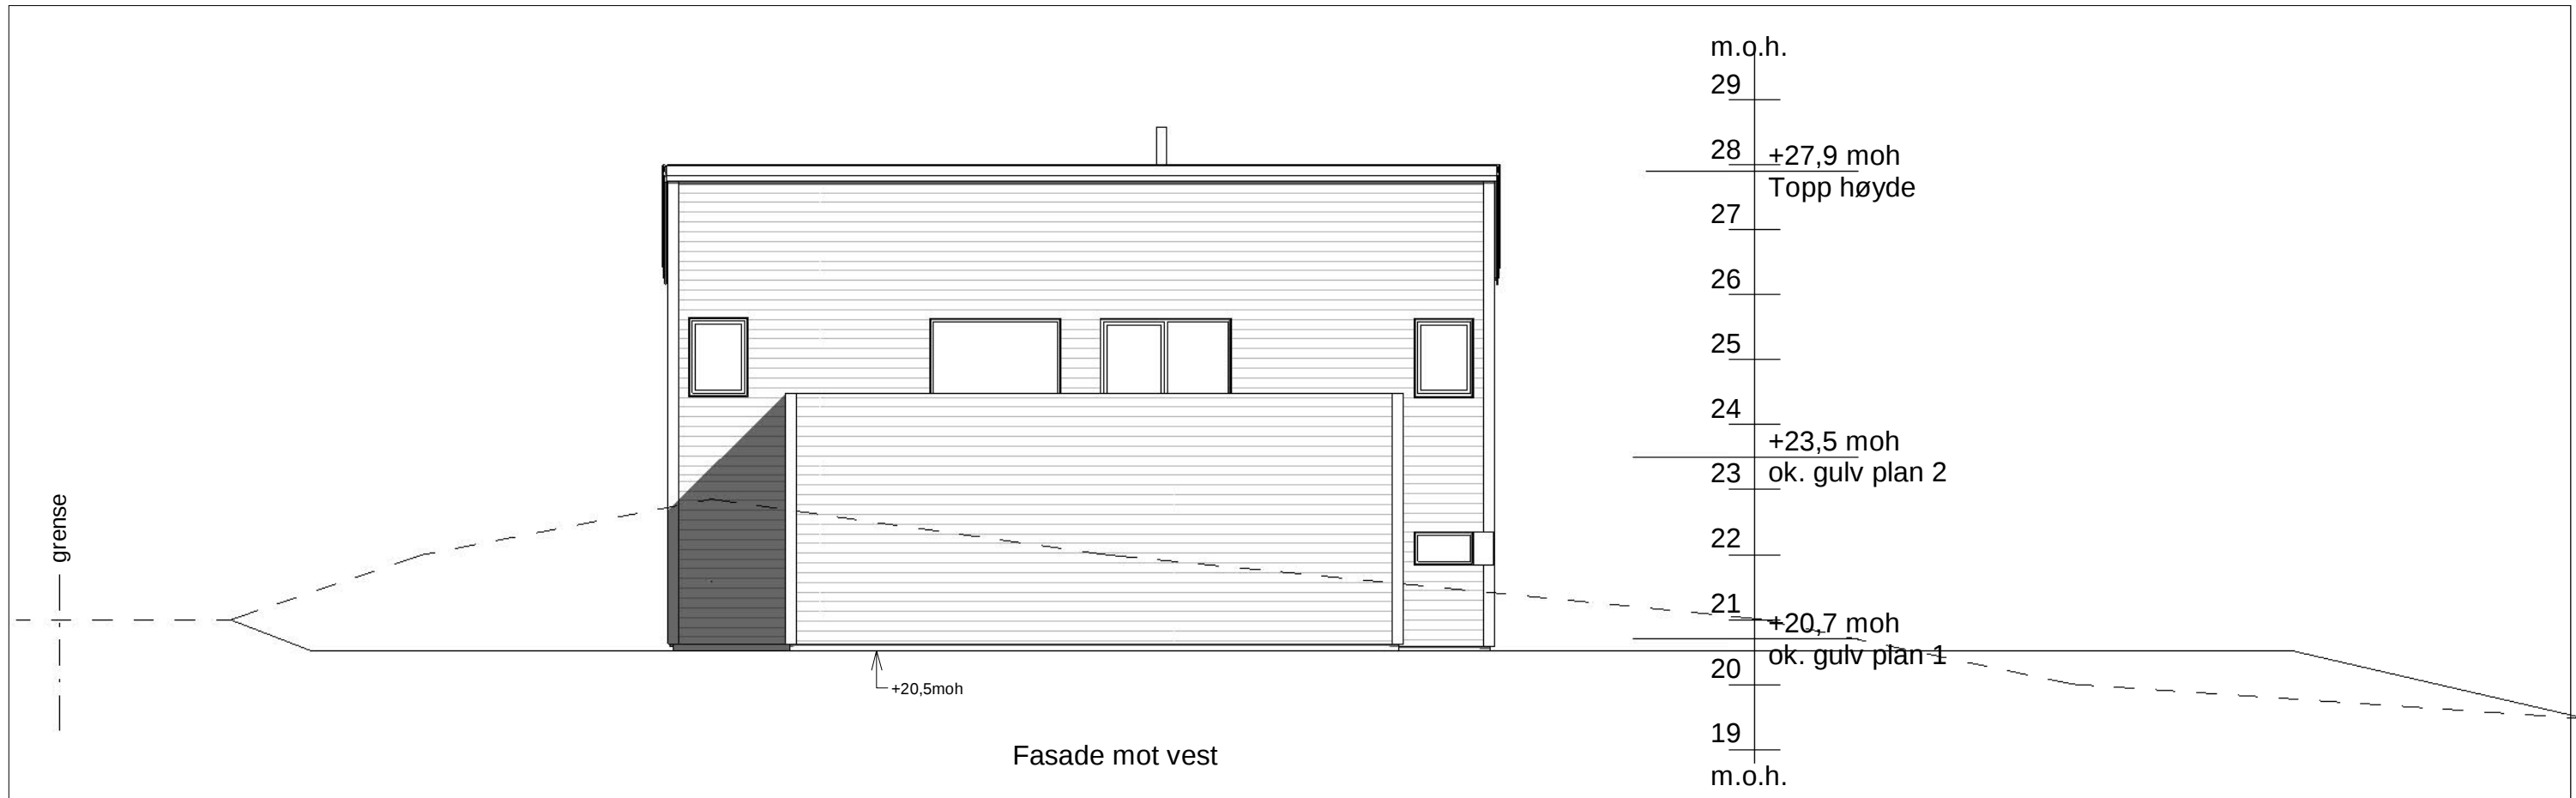 m.o.h.
29
28
+27,9 moh
Topp høyde
27
26
25
24
+23,5 moh
23
ok. gulv plan 2
grense
22
21
+20,7 moh
ok. gulv plan 1
20
+20,5moh
19
Fasade mot vest
m.o.h.